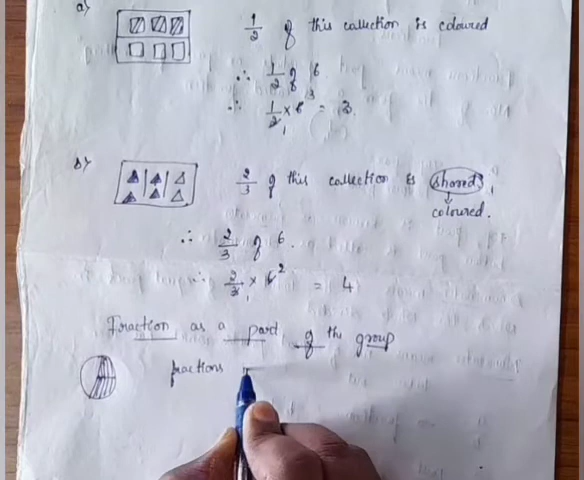 a)
1/2 of this collection is coloured
∴ 1/2 of 6
∴ 1/2 × 6 = 3
b)
2/3 of this collection is shared,
coloured.
∴ 2/3 of 6.
∴ 2/3 × 6 = 4
Fraction as a part of the group
fractions